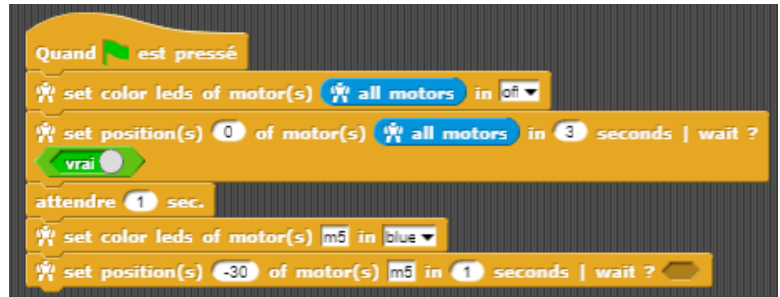 Quand est pressé
set color leds of motor(s) all motors in off
set position(s) 0 of motor(s) all motors in 3 seconds | wait ?
vrai
attendre 1 sec.
set color leds of motor(s) m5 in blue
set position(s) -30 of motor(s) m5 in 1 seconds | wait ?